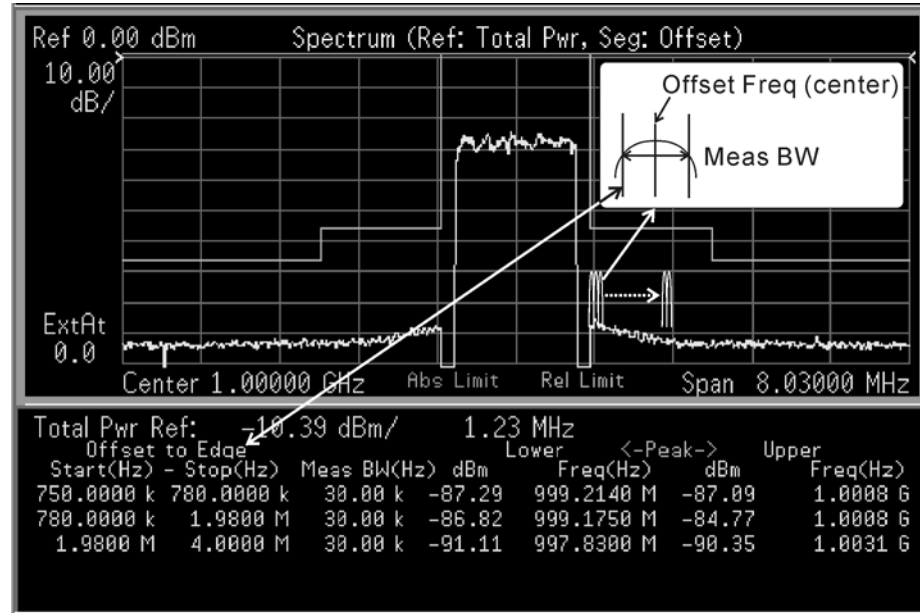 Ref 0.00 dBm Spectrum (Ref: Total Pwr, Seg: Offset)
10.00
dB/
Offset Freq (center)
Meas BW
ExtAt
0.0
Center 1.00000 GHz Abs Limit Rel Limit Span 8.03000 MHz
Total Pwr Ref: -10.39 dBm/ 1.23 MHz
Offset to Edge Lower <-Peak-> Upper
Start(Hz) - Stop(Hz) Meas BW(Hz) dBm Freq(Hz) dBm Freq(Hz)
750.0000 k 780.0000 k 30.00 k -87.29 999.2140 M -87.09 1.0008 G
780.0000 k 1.9800 M 30.00 k -86.82 999.1750 M -84.77 1.0008 G
1.9800 M 4.0000 M 30.00 k -91.11 997.8300 M -90.35 1.0031 G